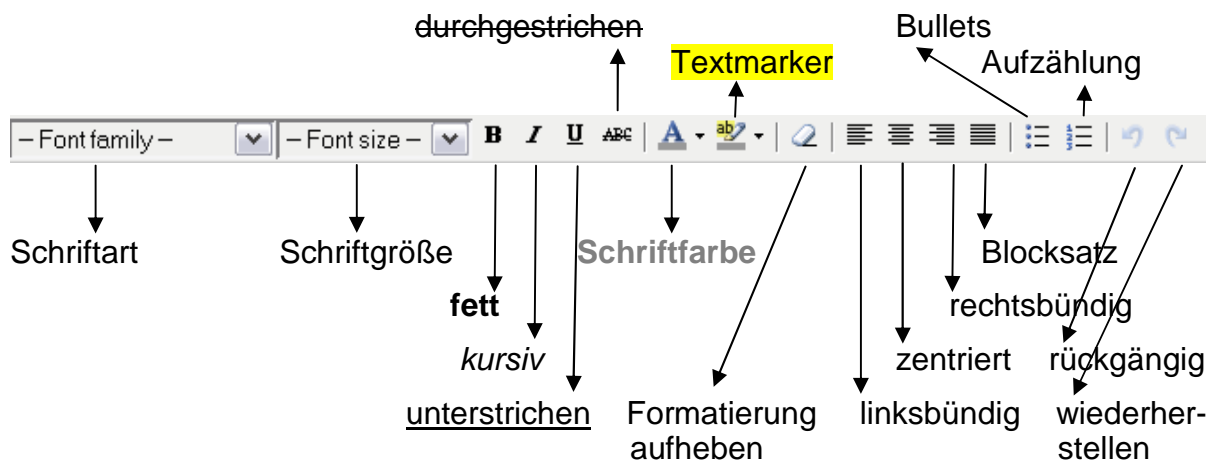 durchgestrichen Bullets
Textmarker Aufzählung
– Font family – – Font size – B I U ABC A ab
Schriftart Schriftgröße Schriftfarbe Blocksatz
fett rechtsbündig
kursiv zentriert rückgängig
unterstrichen Formatierung linksbündig wiederher-
aufheben stellen